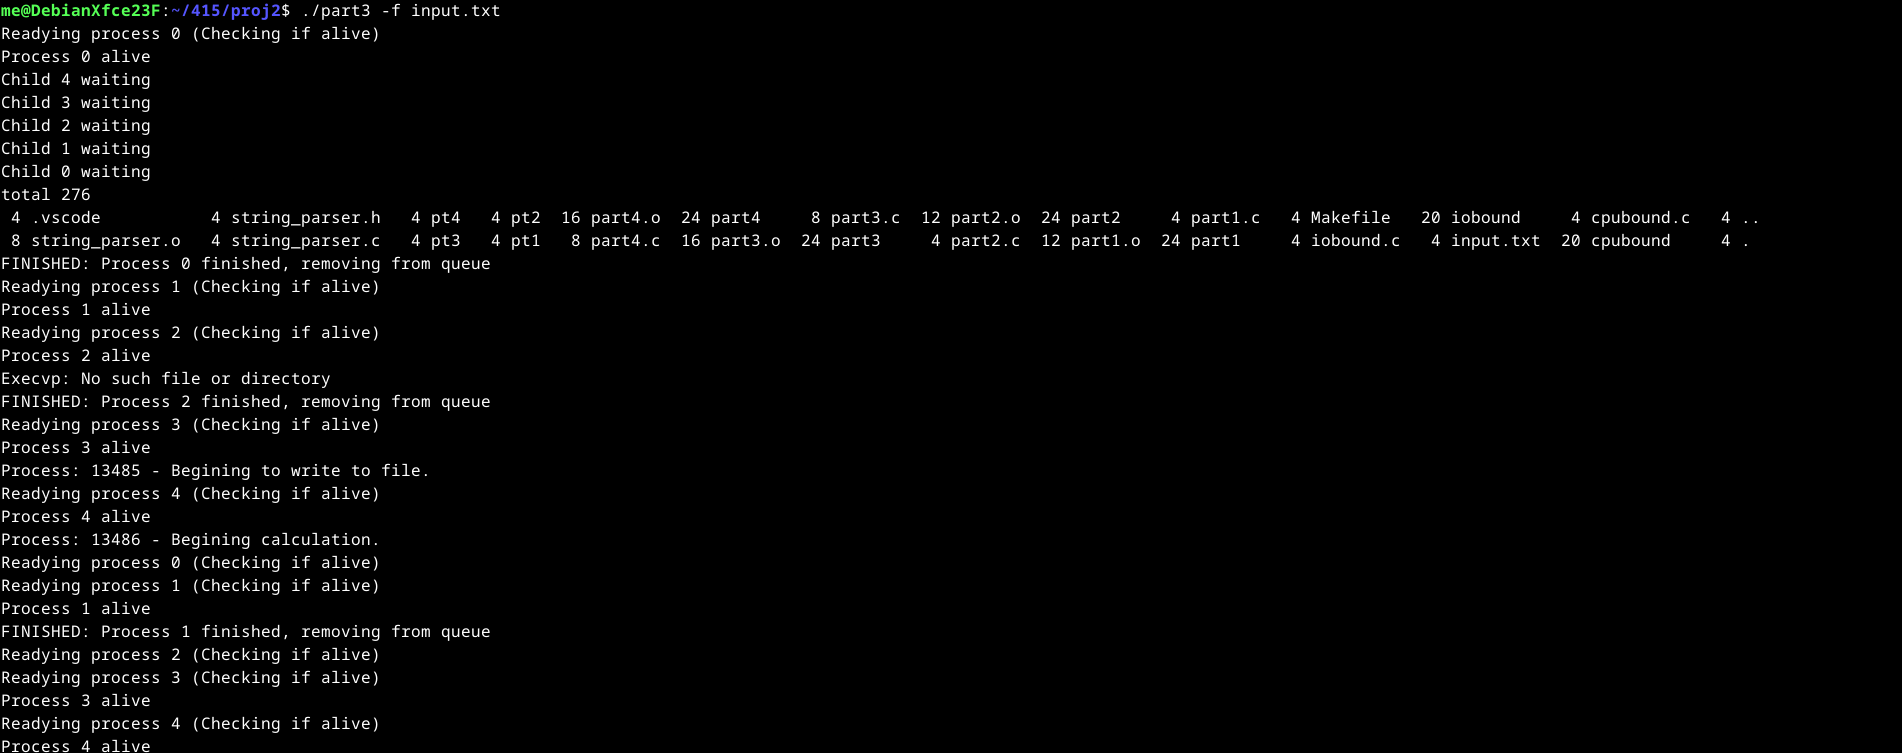 me@DebianXfce23F:~/415/proj2$ ./part3 -f input.txt
Readying process 0 (Checking if alive)
Process 0 alive
Child 4 waiting
Child 3 waiting
Child 2 waiting
Child 1 waiting
Child 0 waiting
total 276
 4 .vscode           4 string_parser.h   4 pt4   4 pt2  16 part4.o  24 part4     8 part3.c  12 part2.o  24 part2     4 part1.c   4 Makefile   20 iobound     4 cpubound.c   4 ..
 8 string_parser.o   4 string_parser.c   4 pt3   4 pt1   8 part4.c  16 part3.o  24 part3     4 part2.c  12 part1.o  24 part1     4 iobound.c   4 input.txt  20 cpubound     4 .
FINISHED: Process 0 finished, removing from queue
Readying process 1 (Checking if alive)
Process 1 alive
Readying process 2 (Checking if alive)
Process 2 alive
Execvp: No such file or directory
FINISHED: Process 2 finished, removing from queue
Readying process 3 (Checking if alive)
Process 3 alive
Process: 13485 - Begining to write to file.
Readying process 4 (Checking if alive)
Process 4 alive
Process: 13486 - Begining calculation.
Readying process 0 (Checking if alive)
Readying process 1 (Checking if alive)
Process 1 alive
FINISHED: Process 1 finished, removing from queue
Readying process 2 (Checking if alive)
Readying process 3 (Checking if alive)
Process 3 alive
Readying process 4 (Checking if alive)
Process 4 alive